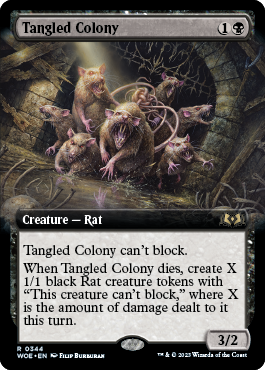 Tangled Colony 1
Creature — Rat
Tangled Colony can't block.
When Tangled Colony dies, create X
1/1 black Rat creature tokens with
“This creature can't block,” where X
is the amount of damage dealt to it
this turn.
3/2
R 0344
WOE • EN Filip Burburan
™ & © 2023 Wizards of the Coast